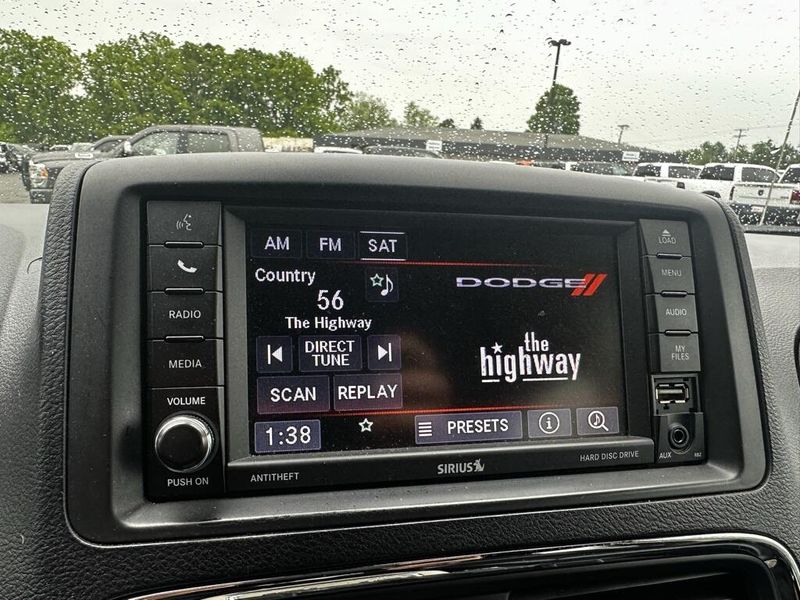 AM FM SAT
Country
56
The Highway
DIRECT
TUNE
SCAN REPLAY
1:38
PRESETS
DODGE
the
highway
RADIO
MEDIA
VOLUME
PUSH ON
LOAD
MENU
AUDIO
MY
FILES
AUX
RBZ
ANTITHEFT
SIRIUS
HARD DISC DRIVE